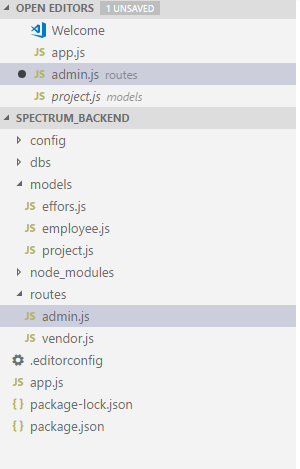 OPEN EDITORS 1 UNSAVED
Welcome
JS app.js
JS admin.js routes
JS project.js models
SPECTRUM_BACKEND
config
dbs
models
JS effors.js
JS employee.js
JS project.js
node_modules
routes
JS admin.js
JS vendor.js
.editorconfig
JS app.js
{ } package-lock.json
{ } package.json